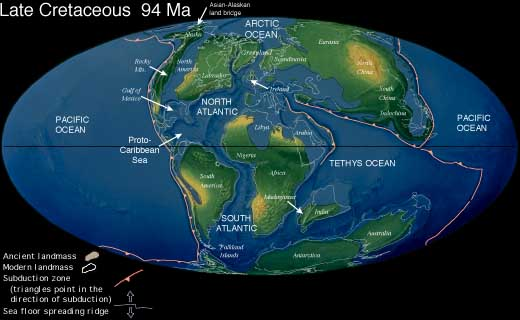 Late Cretaceous 94 Ma
Asian-Alaskan
land bridge
ARCTIC
OCEAN
Alaska
Greenland
Eurasia
Scandinavia
Rocky
Mts.
North
America
Labrador
North
China
Gulf of
Mexico
Ireland
South
China
NORTH
ATLANTIC
Indochina
PACIFIC
OCEAN
PACIFIC
OCEAN
Libya
Arabia
Proto-
Caribbean
Sea
Nigeria
TETHYS OCEAN
South
America
Africa
Madagascar
India
SOUTH
ATLANTIC
Australia
Falkland
Islands
Antarctica
Ancient landmass
Modern landmass
Subduction zone
(triangles point in the
direction of subduction)
Sea floor spreading ridge